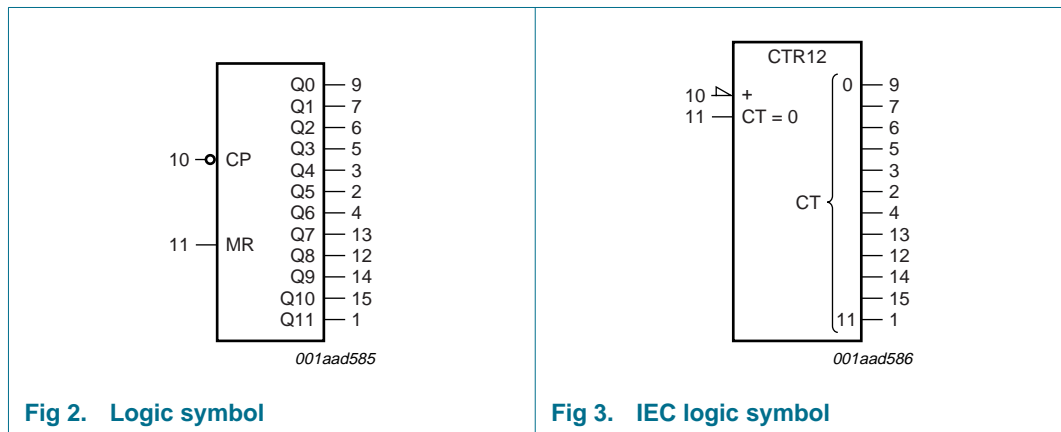 Q0 9
Q1 7
Q2 6
Q3 5
10 CP
Q4 3
Q5 2
Q6 4
Q7 13
11 MR
Q8 12
Q9 14
Q10 15
Q11 1
001aad585
Fig 2. Logic symbol
CTR12
0 9
10 +
7
11 CT = 0
6
5
3
2
CT
4
13
12
14
15
11 1
001aad586
Fig 3. IEC logic symbol